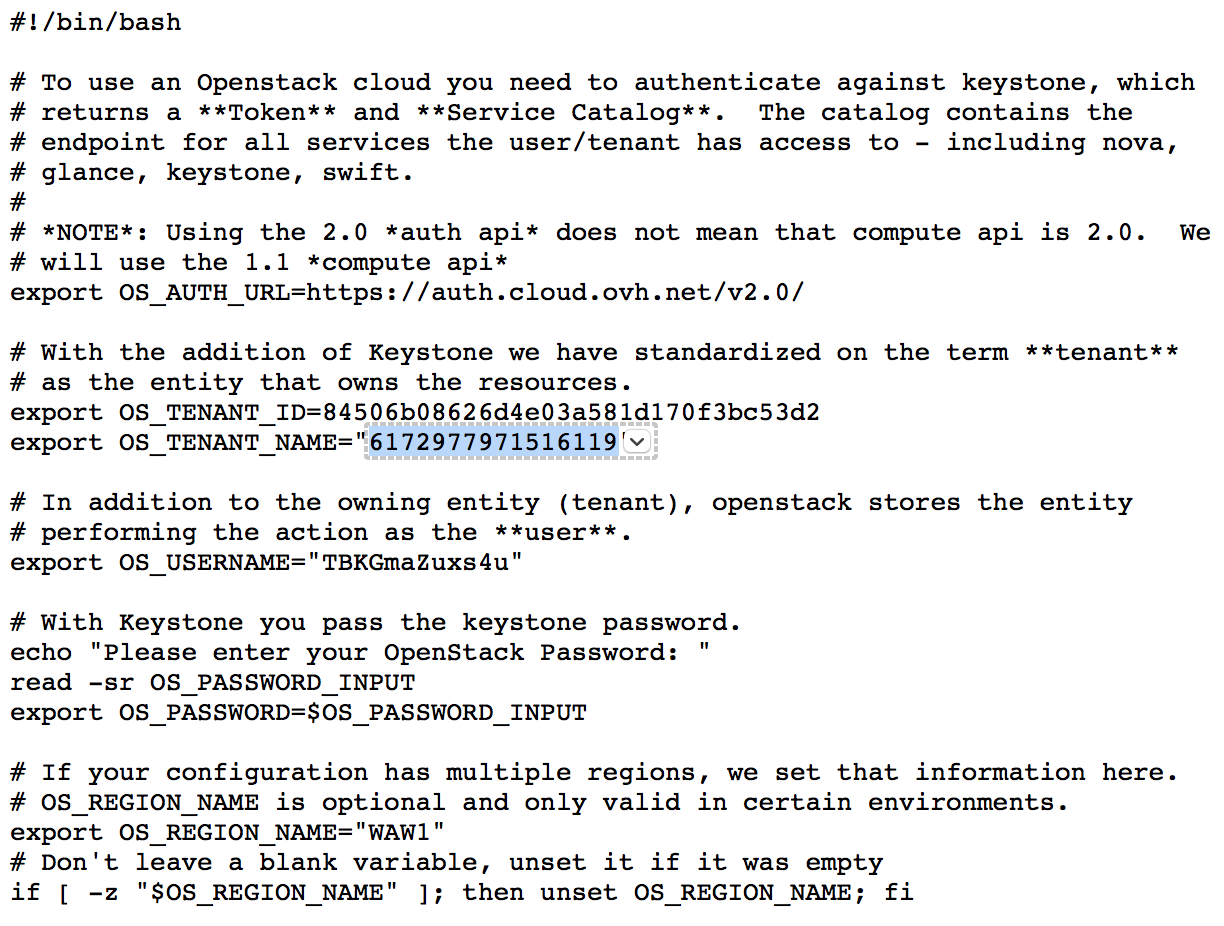 #!/bin/bash

# To use an Openstack cloud you need to authenticate against keystone, which
# returns a **Token** and **Service Catalog**.  The catalog contains the
# endpoint for all services the user/tenant has access to - including nova,
# glance, keystone, swift.
#
# *NOTE*: Using the 2.0 *auth api* does not mean that compute api is 2.0.  We
# will use the 1.1 *compute api*
export OS_AUTH_URL=https://auth.cloud.ovh.net/v2.0/

# With the addition of Keystone we have standardized on the term **tenant**
# as the entity that owns the resources.
export OS_TENANT_ID=84506b08626d4e03a581d170f3bc53d2
export OS_TENANT_NAME="6172977971516119"

# In addition to the owning entity (tenant), openstack stores the entity
# performing the action as the **user**.
export OS_USERNAME="TBKGmaZuxs4u"

# With Keystone you pass the keystone password.
echo "Please enter your OpenStack Password: "
read -sr OS_PASSWORD_INPUT
export OS_PASSWORD=$OS_PASSWORD_INPUT

# If your configuration has multiple regions, we set that information here.
# OS_REGION_NAME is optional and only valid in certain environments.
export OS_REGION_NAME="WAW1"
# Don't leave a blank variable, unset it if it was empty
if [ -z "$OS_REGION_NAME" ]; then unset OS_REGION_NAME; fi